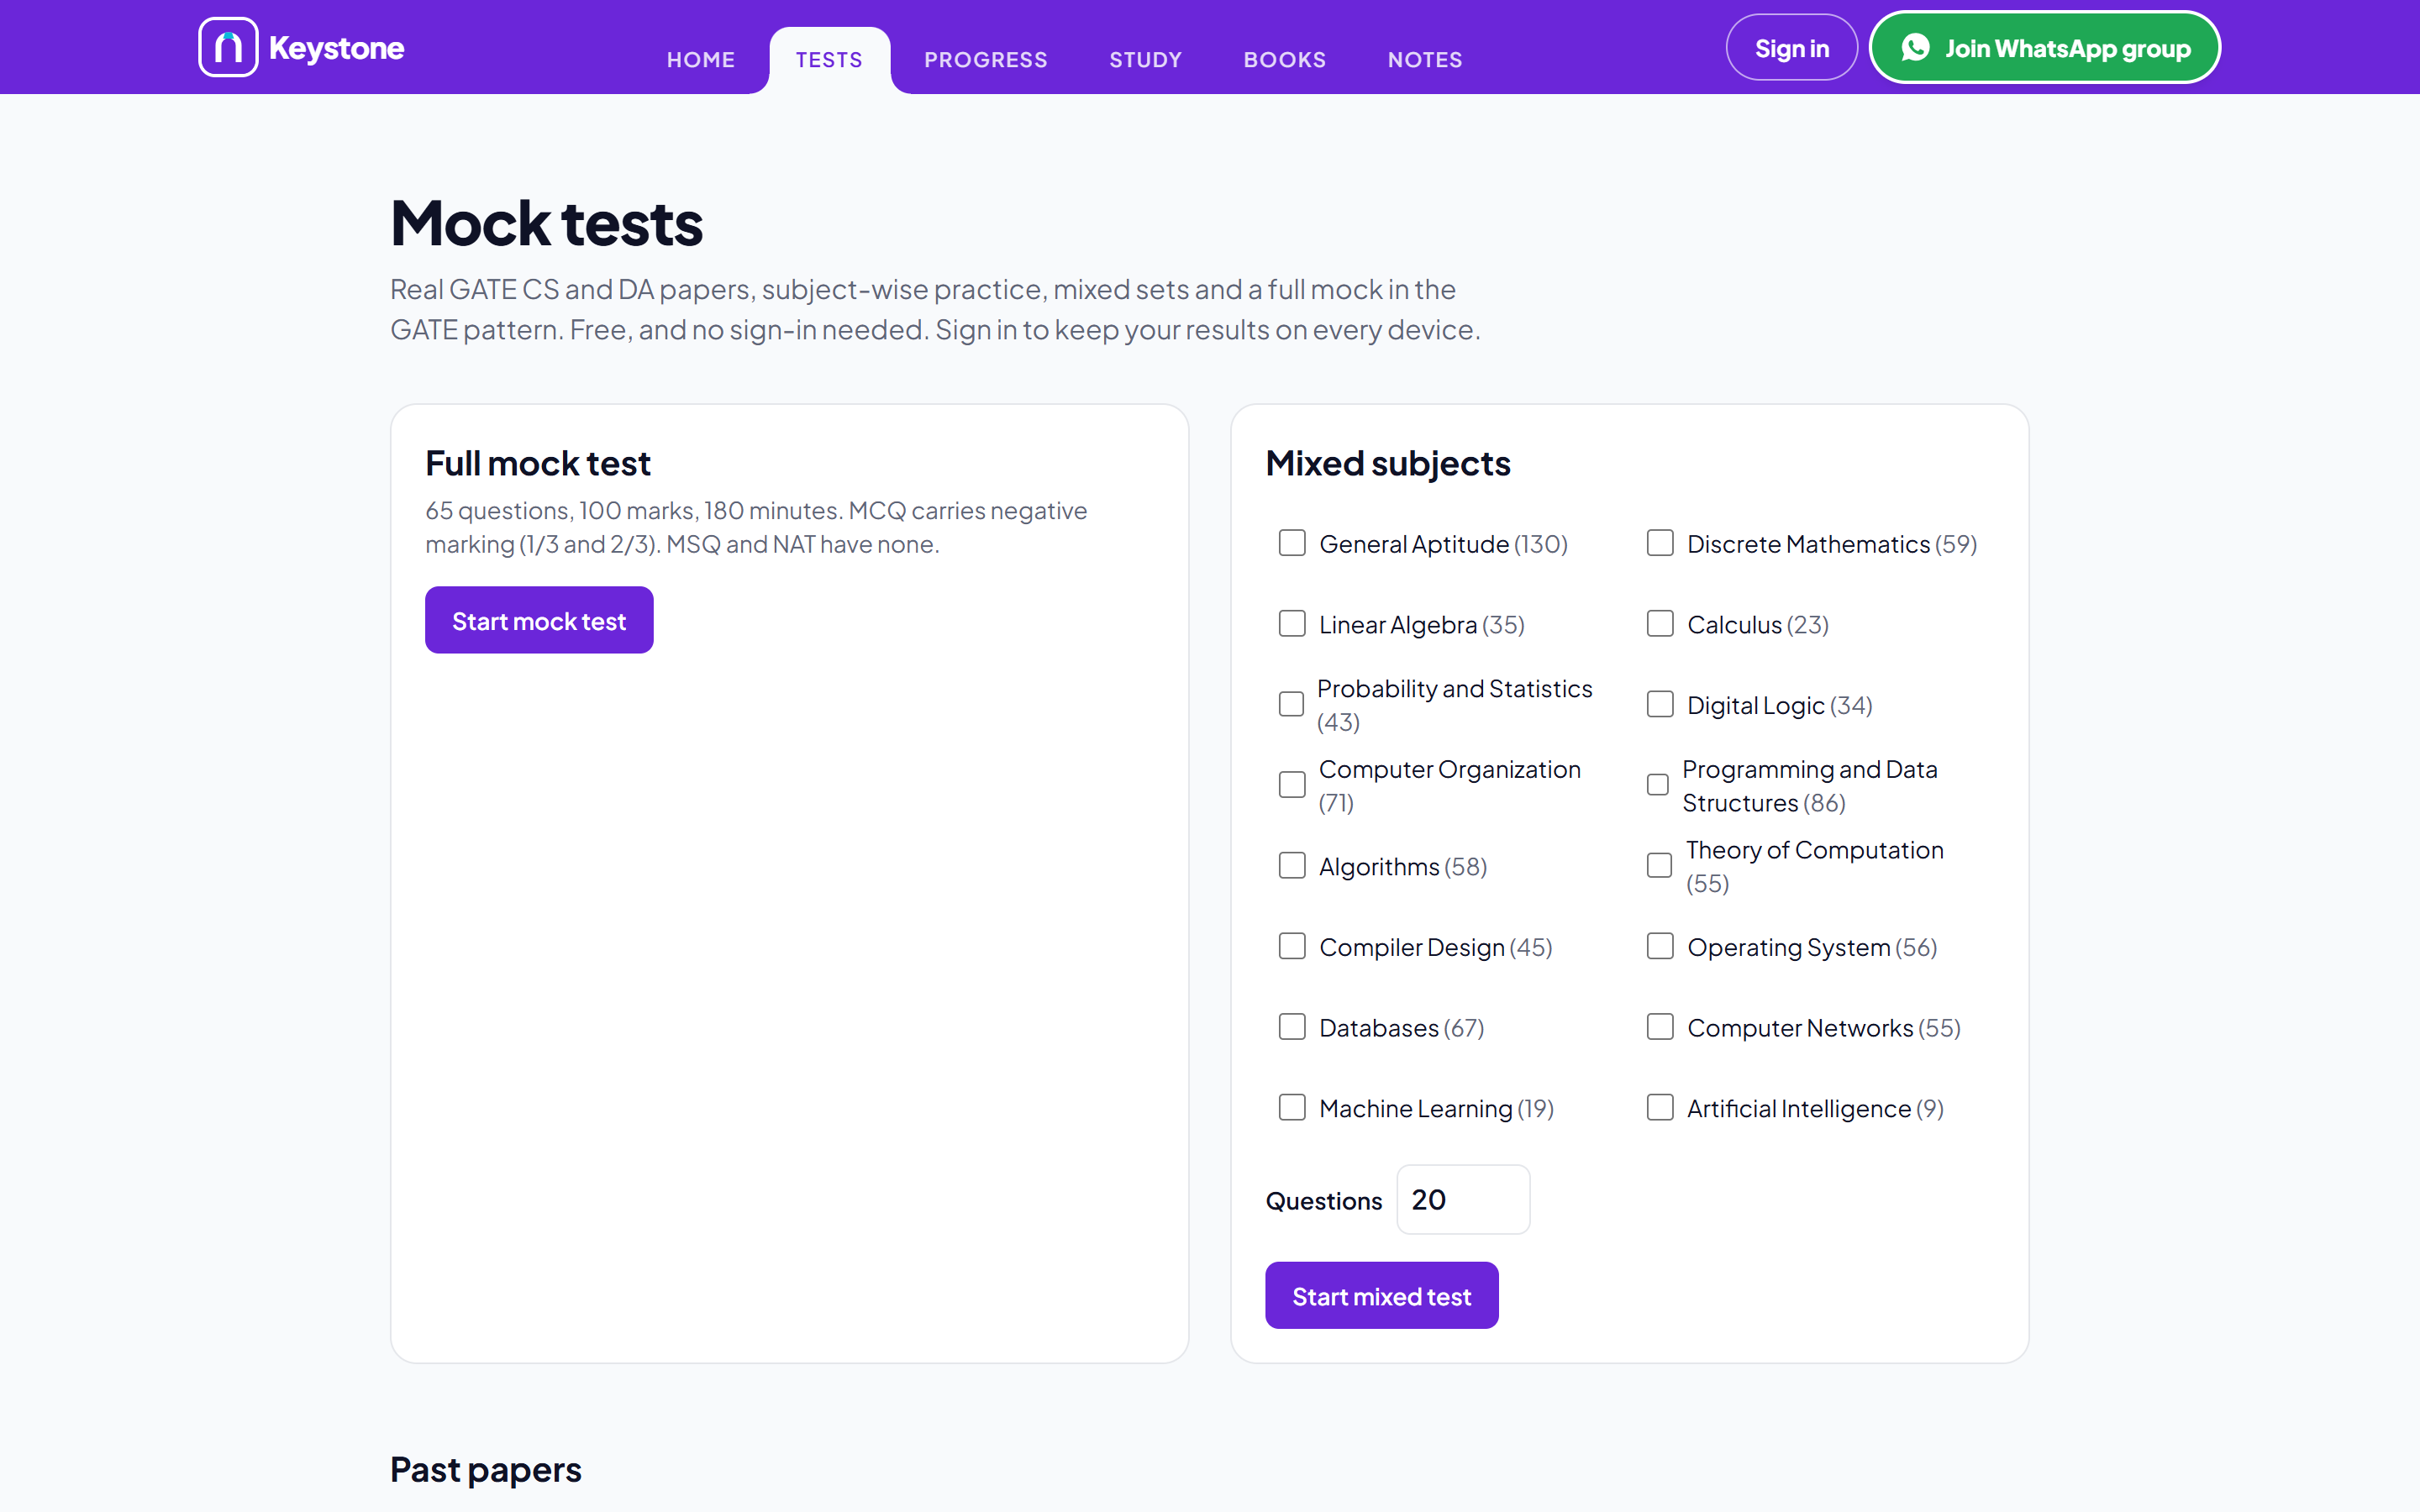 Keystone
HOME
TESTS
PROGRESS
STUDY
BOOKS
NOTES
Sign in
Join WhatsApp group
Mock tests
Real GATE CS and DA papers, subject-wise practice, mixed sets and a full mock in the
GATE pattern. Free, and no sign-in needed. Sign in to keep your results on every device.
Full mock test
65 questions, 100 marks, 180 minutes. MCQ carries negative
marking (1/3 and 2/3). MSQ and NAT have none.
Start mock test
Mixed subjects
General Aptitude (130)
Discrete Mathematics (59)
Linear Algebra (35)
Calculus (23)
Probability and Statistics
(43)
Digital Logic (34)
Computer Organization
(71)
Programming and Data
Structures (86)
Algorithms (58)
Theory of Computation
(55)
Compiler Design (45)
Operating System (56)
Databases (67)
Computer Networks (55)
Machine Learning (19)
Artificial Intelligence (9)
Questions
20
Start mixed test
Past papers